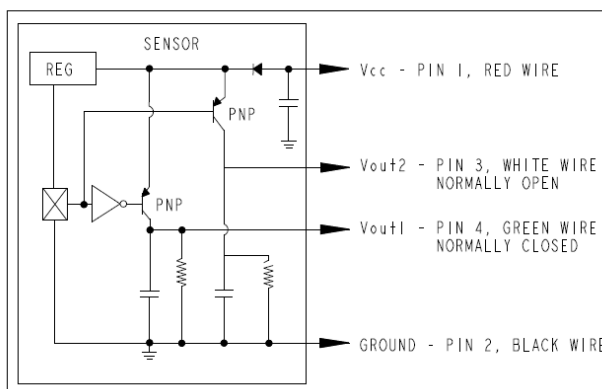 SENSOR
REG
Vcc - PIN 1, RED WIRE
PNP
Vout2 - PIN 3, WHITE WIRE
NORMALLY OPEN
PNP
Vout1 - PIN 4, GREEN WIRE
NORMALLY CLOSED
GROUND - PIN 2, BLACK WIRE